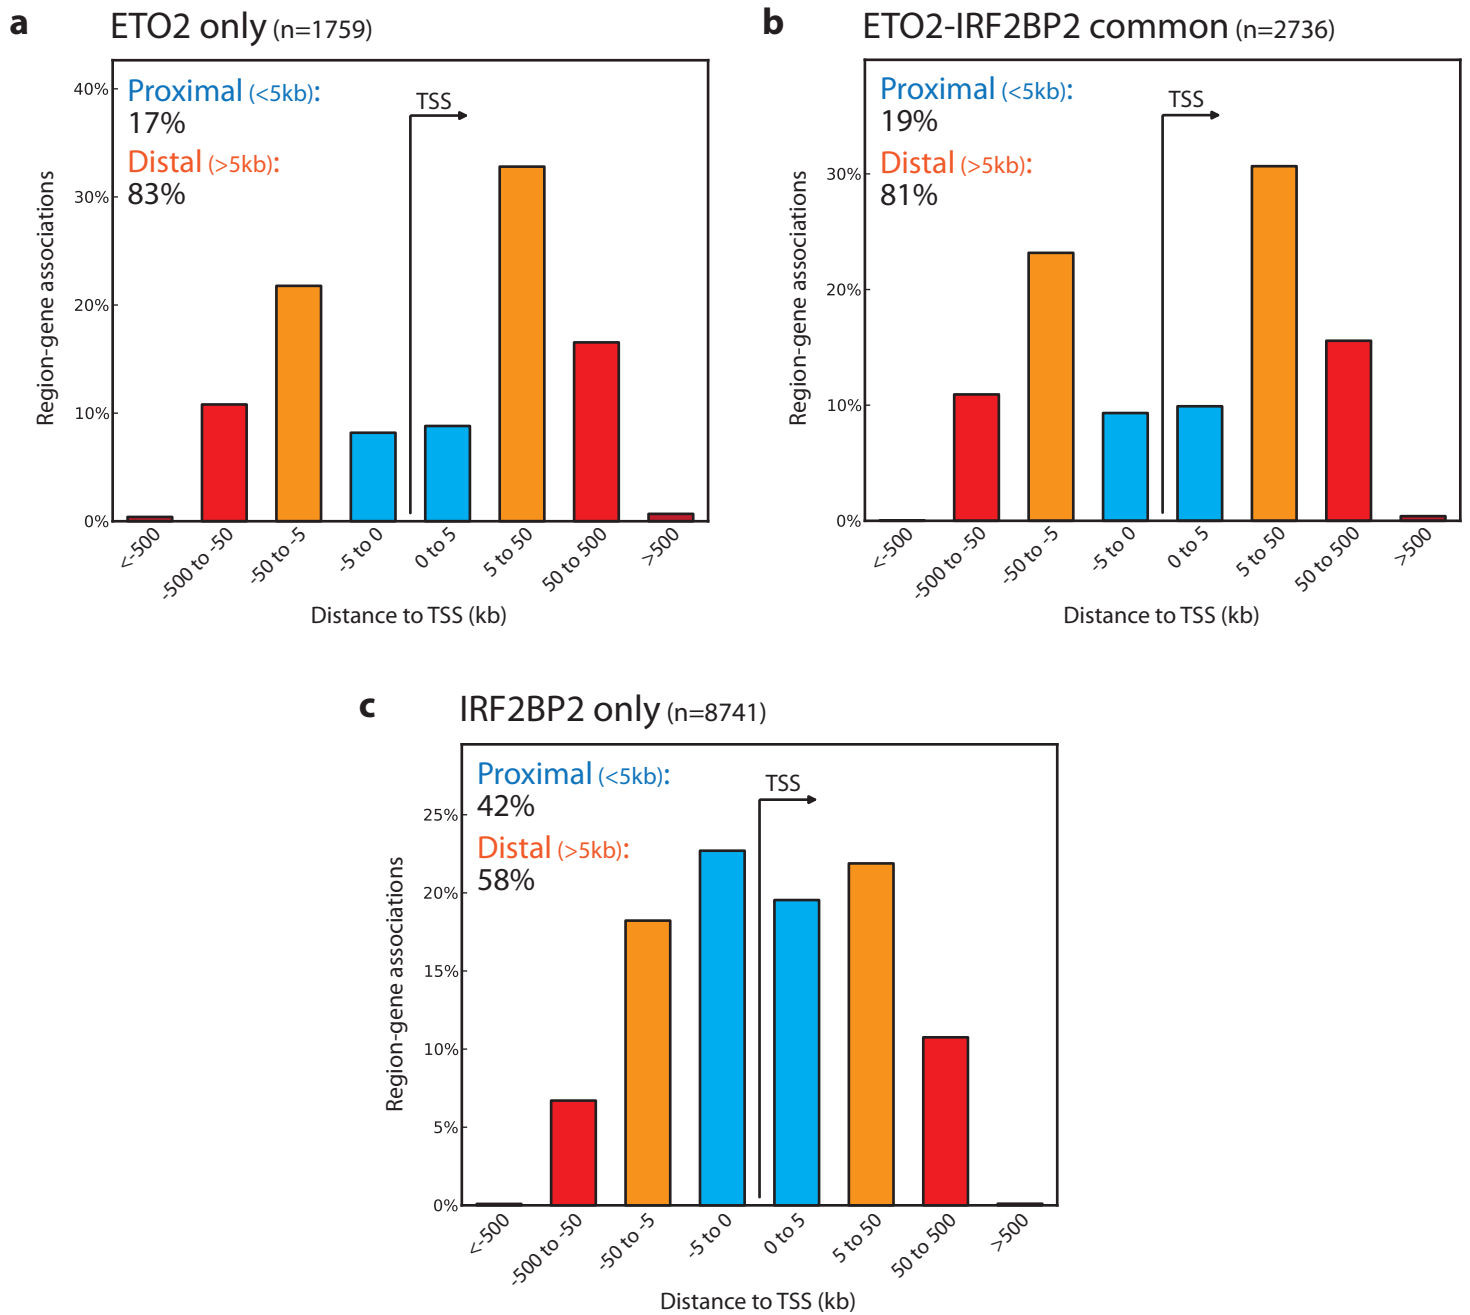 a ETO2 only (n=1759)
Proximal (<5kb):
17%
Distal (>5kb):
83%
TSS
Region-gene associations
40%
30%
20%
10%
0%
<-500
-500 to -50
-50 to -5
-5 to 0
0 to 5
5 to 50
50 to 500
>500
Distance to TSS (kb)
b ETO2-IRF2BP2 common (n=2736)
Proximal (<5kb):
19%
Distal (>5kb):
81%
TSS
Region-gene associations
30%
20%
10%
0%
<-500
-500 to -50
-50 to -5
-5 to 0
0 to 5
5 to 50
50 to 500
>500
Distance to TSS (kb)
c IRF2BP2 only (n=8741)
Proximal (<5kb):
42%
Distal (>5kb):
58%
TSS
Region-gene associations
25%
20%
15%
10%
5%
0%
<-500
-500 to -50
-50 to -5
-5 to 0
0 to 5
5 to 50
50 to 500
>500
Distance to TSS (kb)